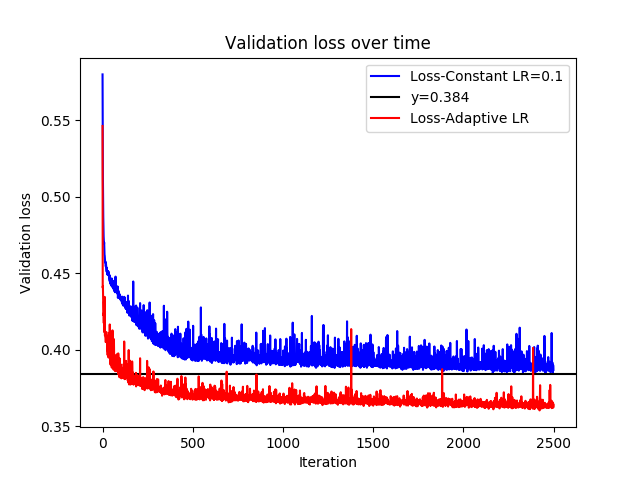 Validation loss over time
Loss-Constant LR=0.1
y=0.384
Loss-Adaptive LR
Validation loss
0.55
0.50
0.45
0.40
0.35
0 500 1000 1500 2000 2500
Iteration